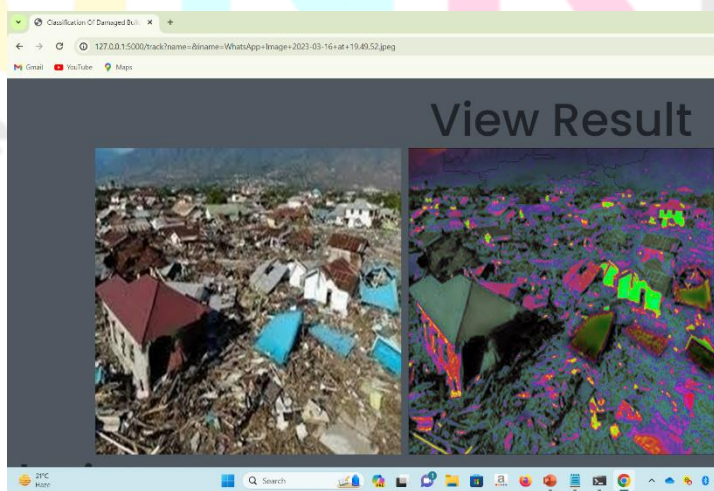 Classification Of Damaged Buil
127.0.0.1:5000/track?name=&iname=WhatsApp+Image+2023-03-16+at+19.49.52.jpeg
Gmail YouTube Maps
View Result
21°C
Haze
Search